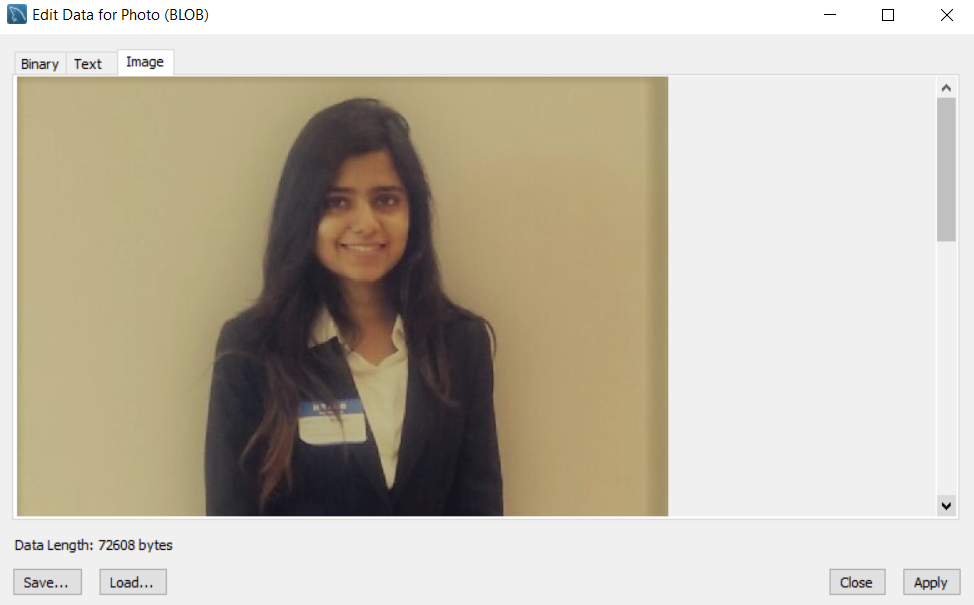 Edit Data for Photo (BLOB)
Binary Text Image
Data Length: 72608 bytes
Save... Load... Close Apply